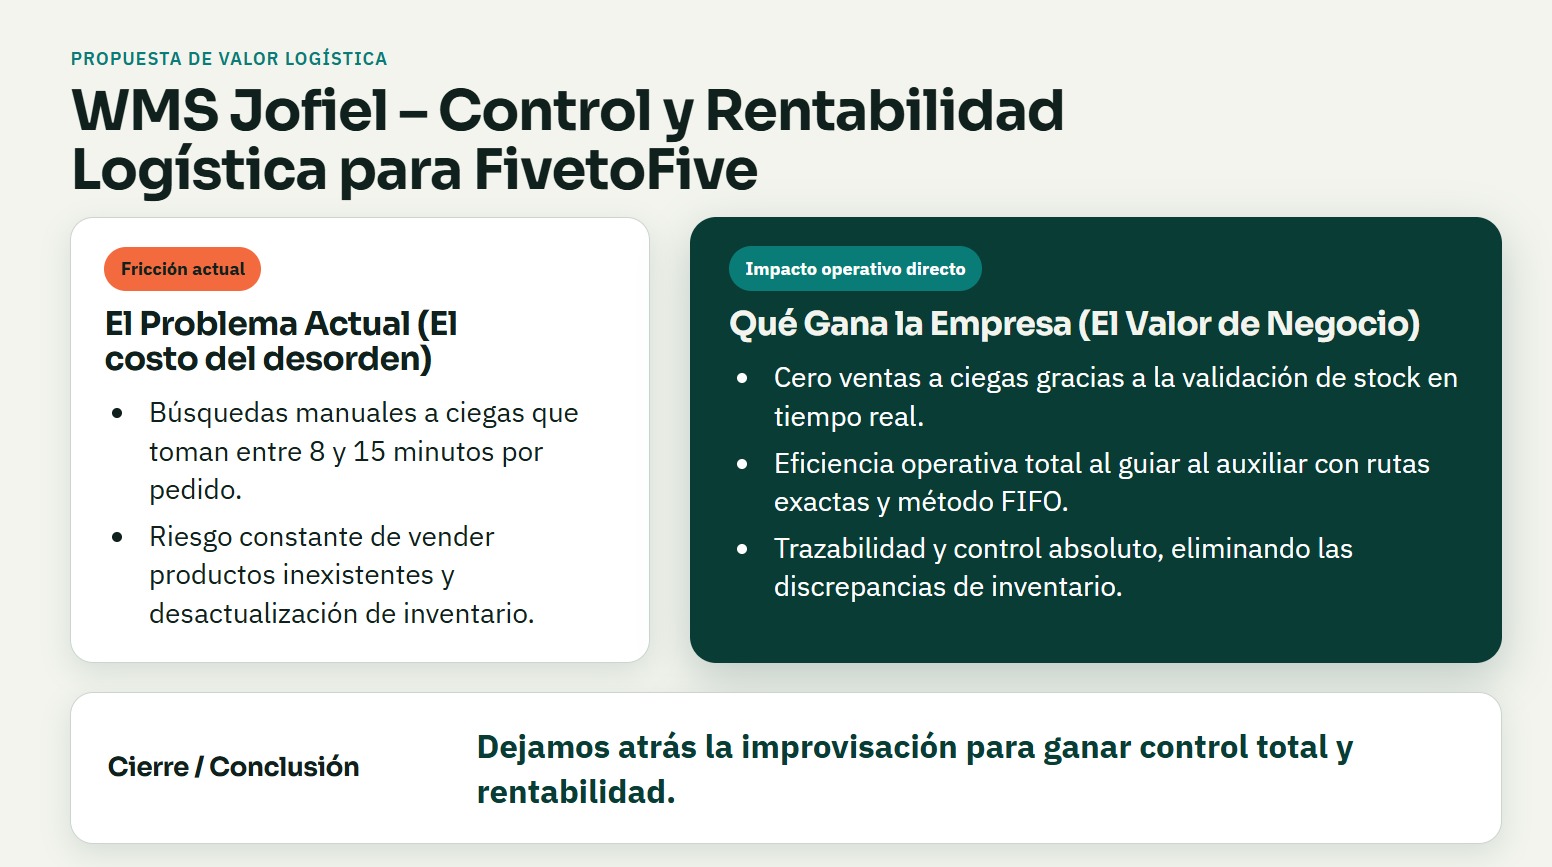 PROPUESTA DE VALOR LOGÍSTICA
WMS Jofiel – Control y Rentabilidad
Logística para FivetoFive
Fricción actual
El Problema Actual (El
costo del desorden)
• Búsquedas manuales a ciegas que
toman entre 8 y 15 minutos por
pedido.
• Riesgo constante de vender
productos inexistentes y
desactualización de inventario.
Impacto operativo directo
Qué Gana la Empresa (El Valor de Negocio)
• Cero ventas a ciegas gracias a la validación de stock en
tiempo real.
• Eficiencia operativa total al guiar al auxiliar con rutas
exactas y método FIFO.
• Trazabilidad y control absoluto, eliminando las
discrepancias de inventario.
Cierre / Conclusión
Dejamos atrás la improvisación para ganar control total y
rentabilidad.